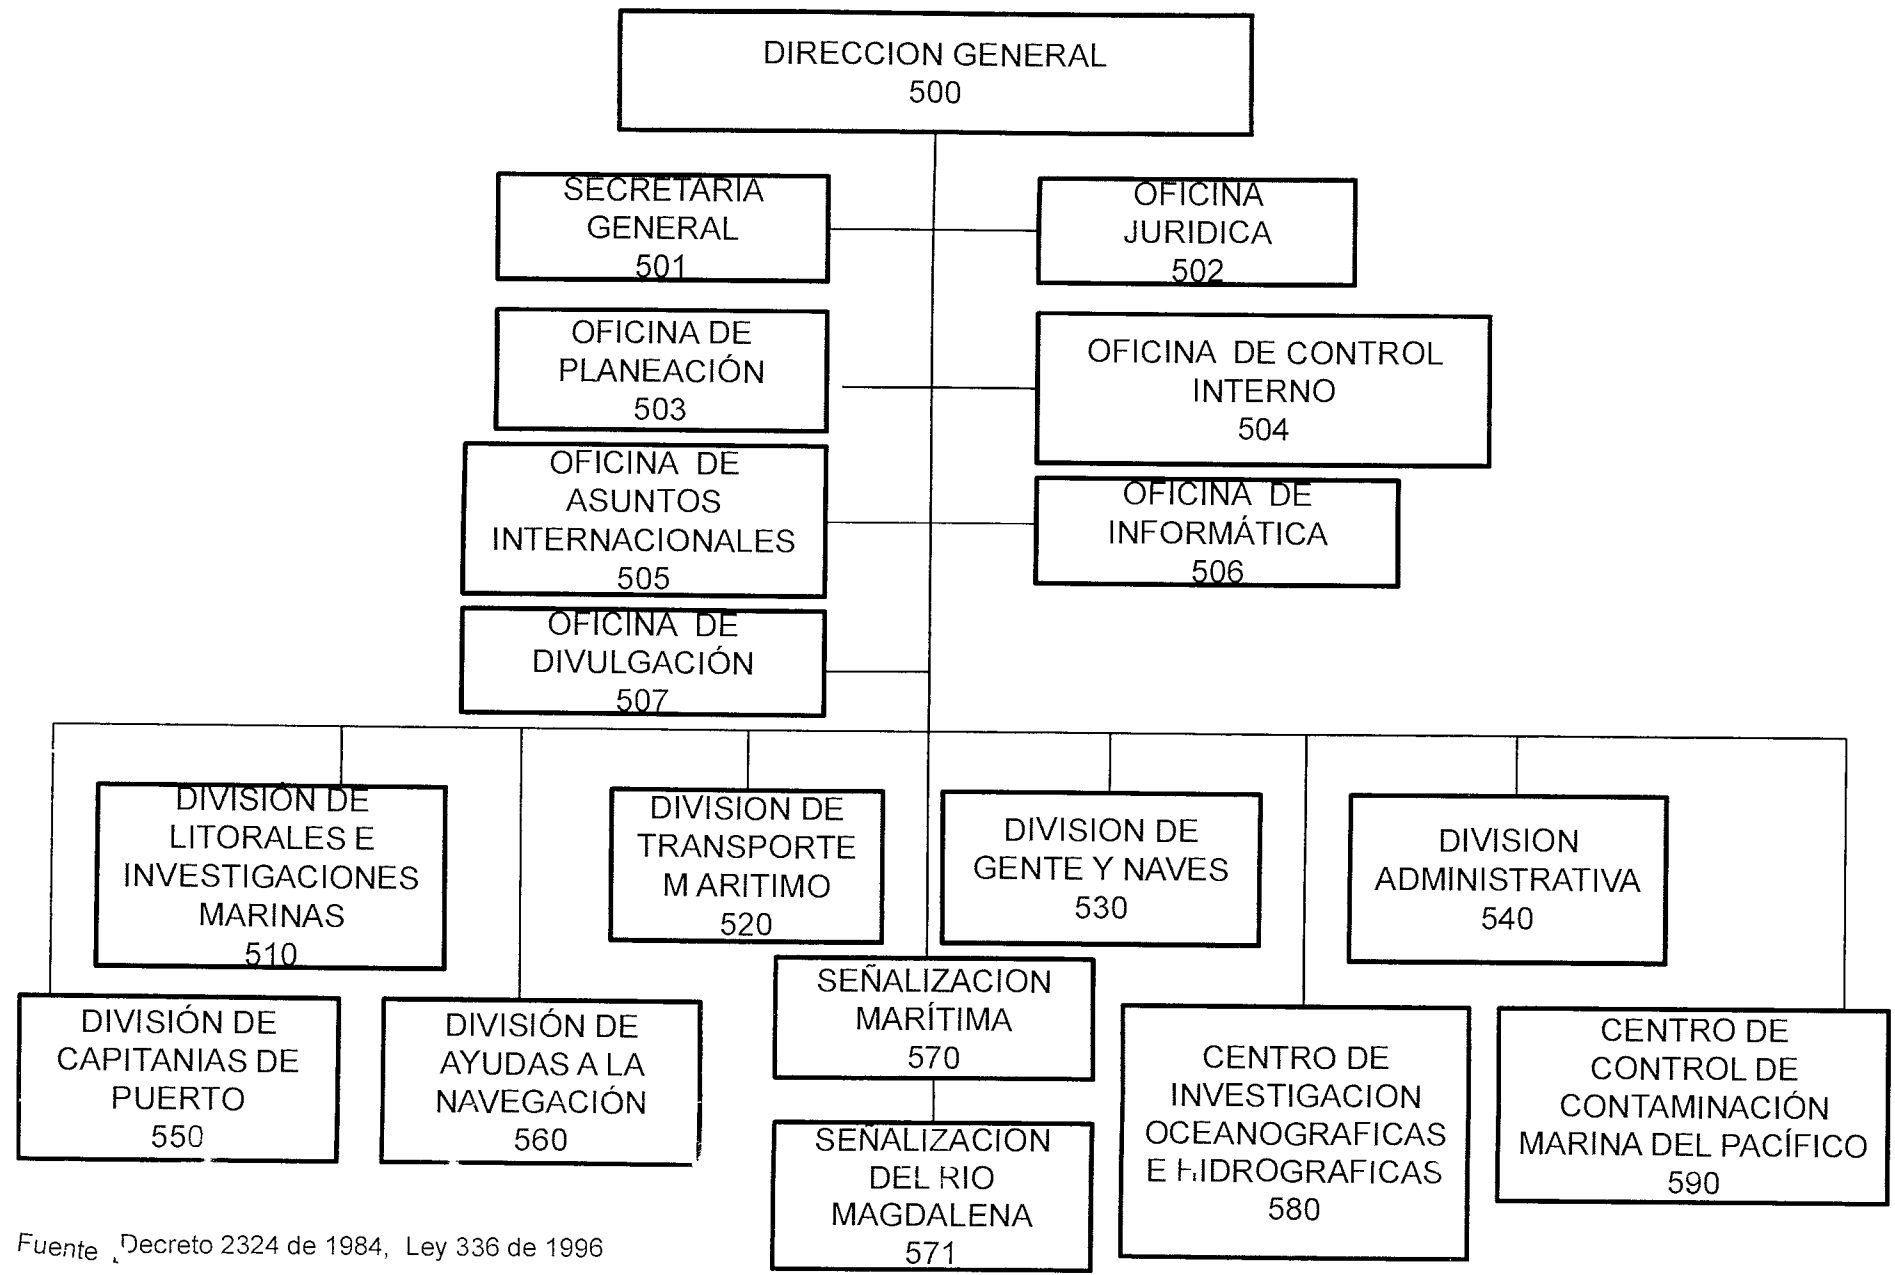 DIRECCION GENERAL
500
SECRETARIA
GENERAL
501
OFICINA
JURIDICA
502
OFICINA DE
PLANEACIÓN
503
OFICINA DE CONTROL
INTERNO
504
OFICINA DE
ASUNTOS
INTERNACIONALES
505
OFICINA DE
INFORMÁTICA
506
OFICINA DE
DIVULGACIÓN
507
DIVISIÓN DE
LITORALES E
INVESTIGACIONES
MARINAS
510
DIVISION DE
TRANSPORTE
MARITIMO
520
DIVISION DE
GENTE Y NAVES
530
DIVISION
ADMINISTRATIVA
540
DIVISIÓN DE
CAPITANIAS DE
PUERTO
550
DIVISIÓN DE
AYUDAS A LA
NAVEGACIÓN
560
SEÑALIZACION
MARÍTIMA
570
SEÑALIZACION
DEL RIO
MAGDALENA
571
CENTRO DE
INVESTIGACION
OCEANOGRAFICAS
E HIDROGRAFICAS
580
CENTRO DE
CONTROL DE
CONTAMINACIÓN
MARINA DEL PACÍFICO
590
Fuente Decreto 2324 de 1984, Ley 336 de 1996